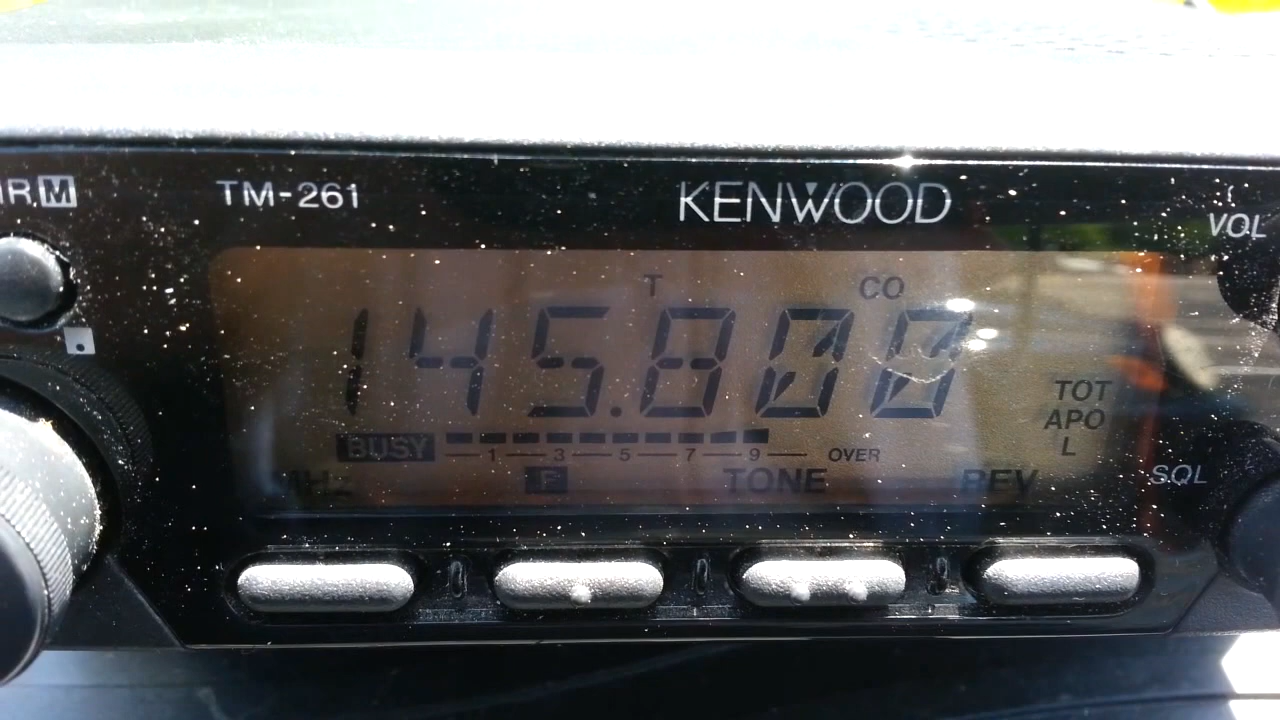 M
TM-261
KENWOOD
VOL
T CO
145.800
TOT
APO
L
BUSY 1 3 5 7 9 OVER
F TONE REV
SQL